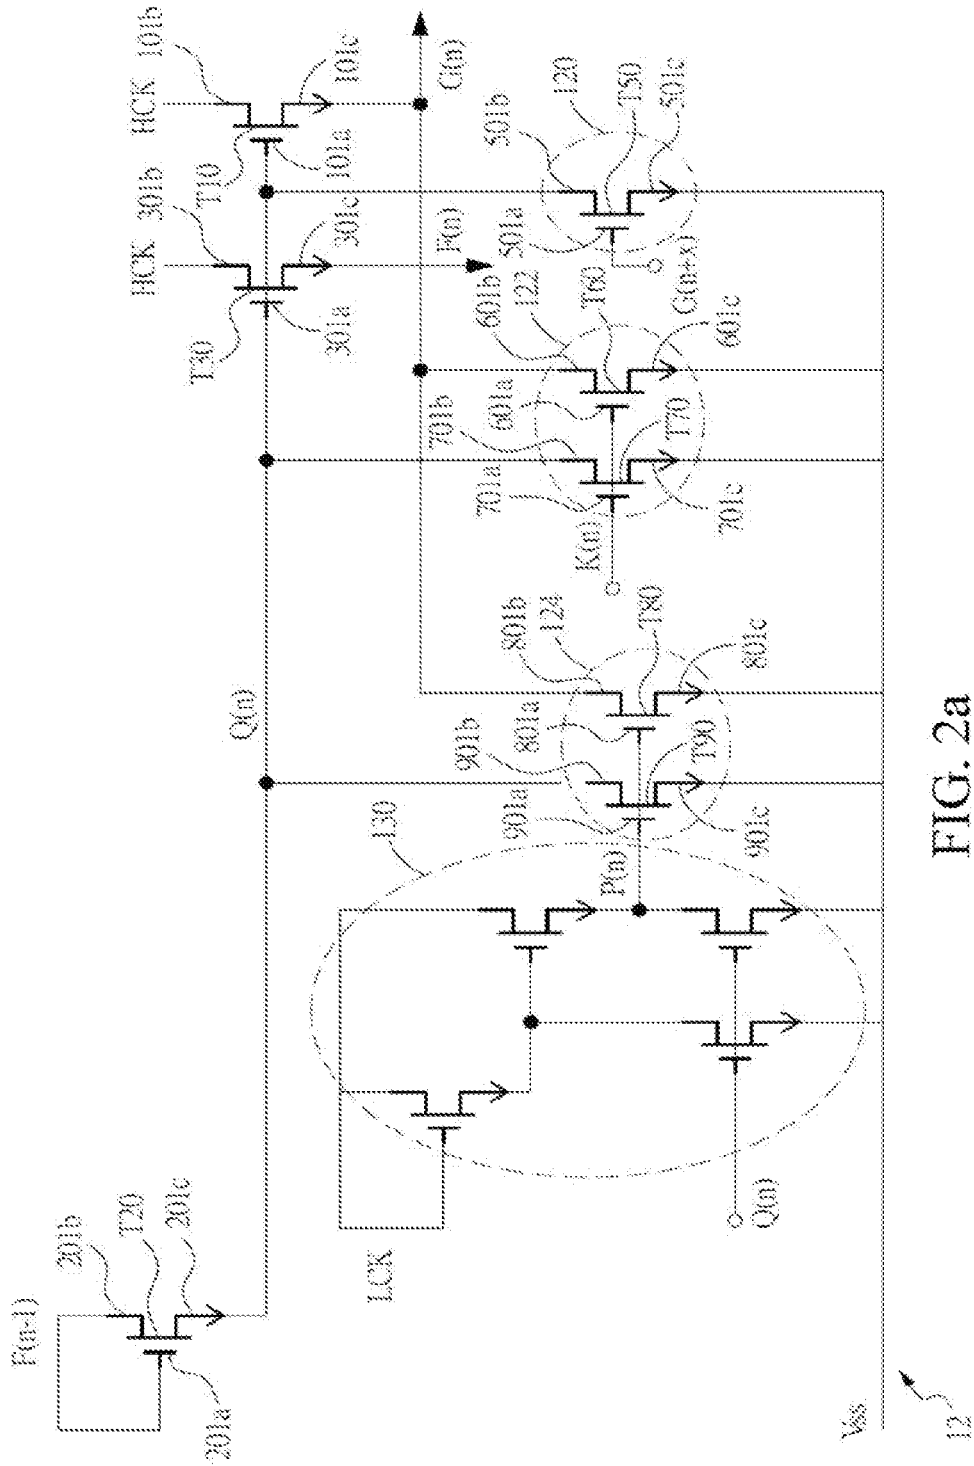 F(n-1)
201b
T20
201c
201a
Q(n)
HCK
301b
T30
301c
301a
F(n)
HCK
101b
T10
101c
101a
G(n)
LCK
130
P(n)
Q(n)
901b
901a
T90
901c
801b
124
801a
T80
801c
K(n)
701b
701a
T70
701c
601b
122
601a
T60
601c
501b
120
501a
T50
501c
G(n+x)
Vss
12
FIG. 2a